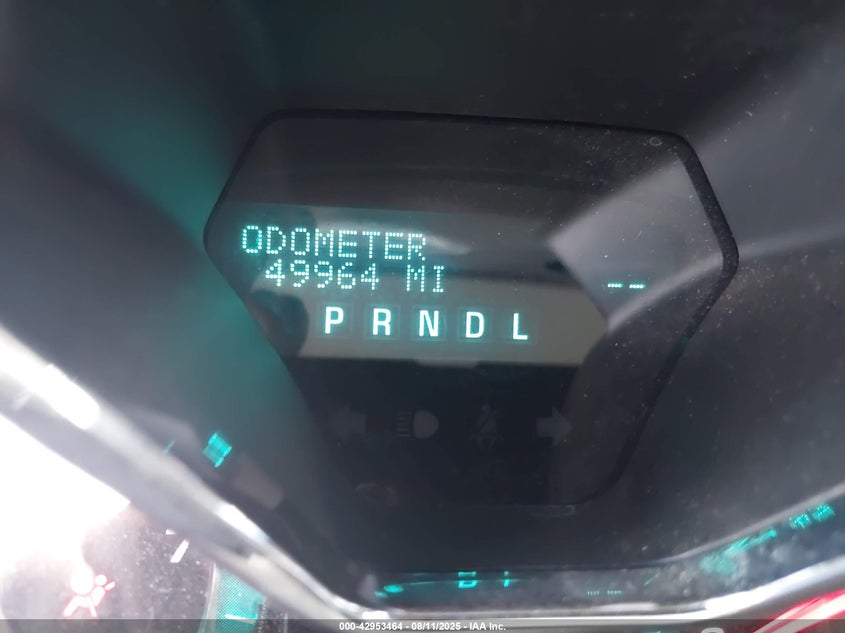 ODOMETER
49964 MI
--
P R N D L
000-42953464 - 08/11/2025 - IAA Inc.